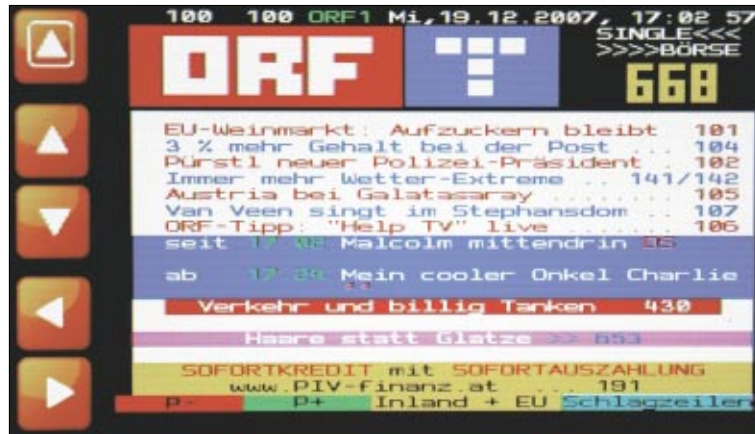 100 100 ORF1 Mi,19.12.2007, 17:02 57
SINGLE<<<
>>>>BÖRSE
ORF T 668
EU-Weinmarkt: Aufzuckern bleibt 101
3 % mehr Gehalt bei der Post ... 104
Pürstl neuer Polizei-Präsident . 102
Immer mehr Wetter-Extreme .. 141/142
Austria bei Galatasaray ........ 105
Van Veen singt im Stephansdom .. 107
ORF-Tipp: "Help TV" live ..... 106
seit 17.02 Malcolm mittendrin
ab Mein cooler Onkel Charlie
Verkehr und billig Tanken 430
Haare statt Glatze >> 653
SOFORTKREDIT mit SOFORTAUSZAHLUNG
www.PIV-finanz.at ... 191
P- P+ Inland + EU Schlagzeilen